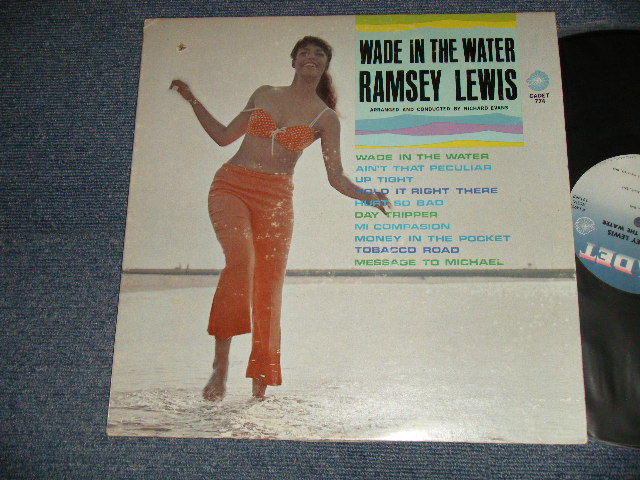 WADE IN THE WATER
RAMSEY LEWIS
ARRANGED AND CONDUCTED BY RICHARD EVANS
CADET
774
WADE IN THE WATER
AIN'T THAT PECULIAR
UP TIGHT
HOLD IT RIGHT THERE
HURT SO BAD
DAY TRIPPER
MI COMPASION
MONEY IN THE POCKET
TOBACCO ROAD
MESSAGE TO MICHAEL